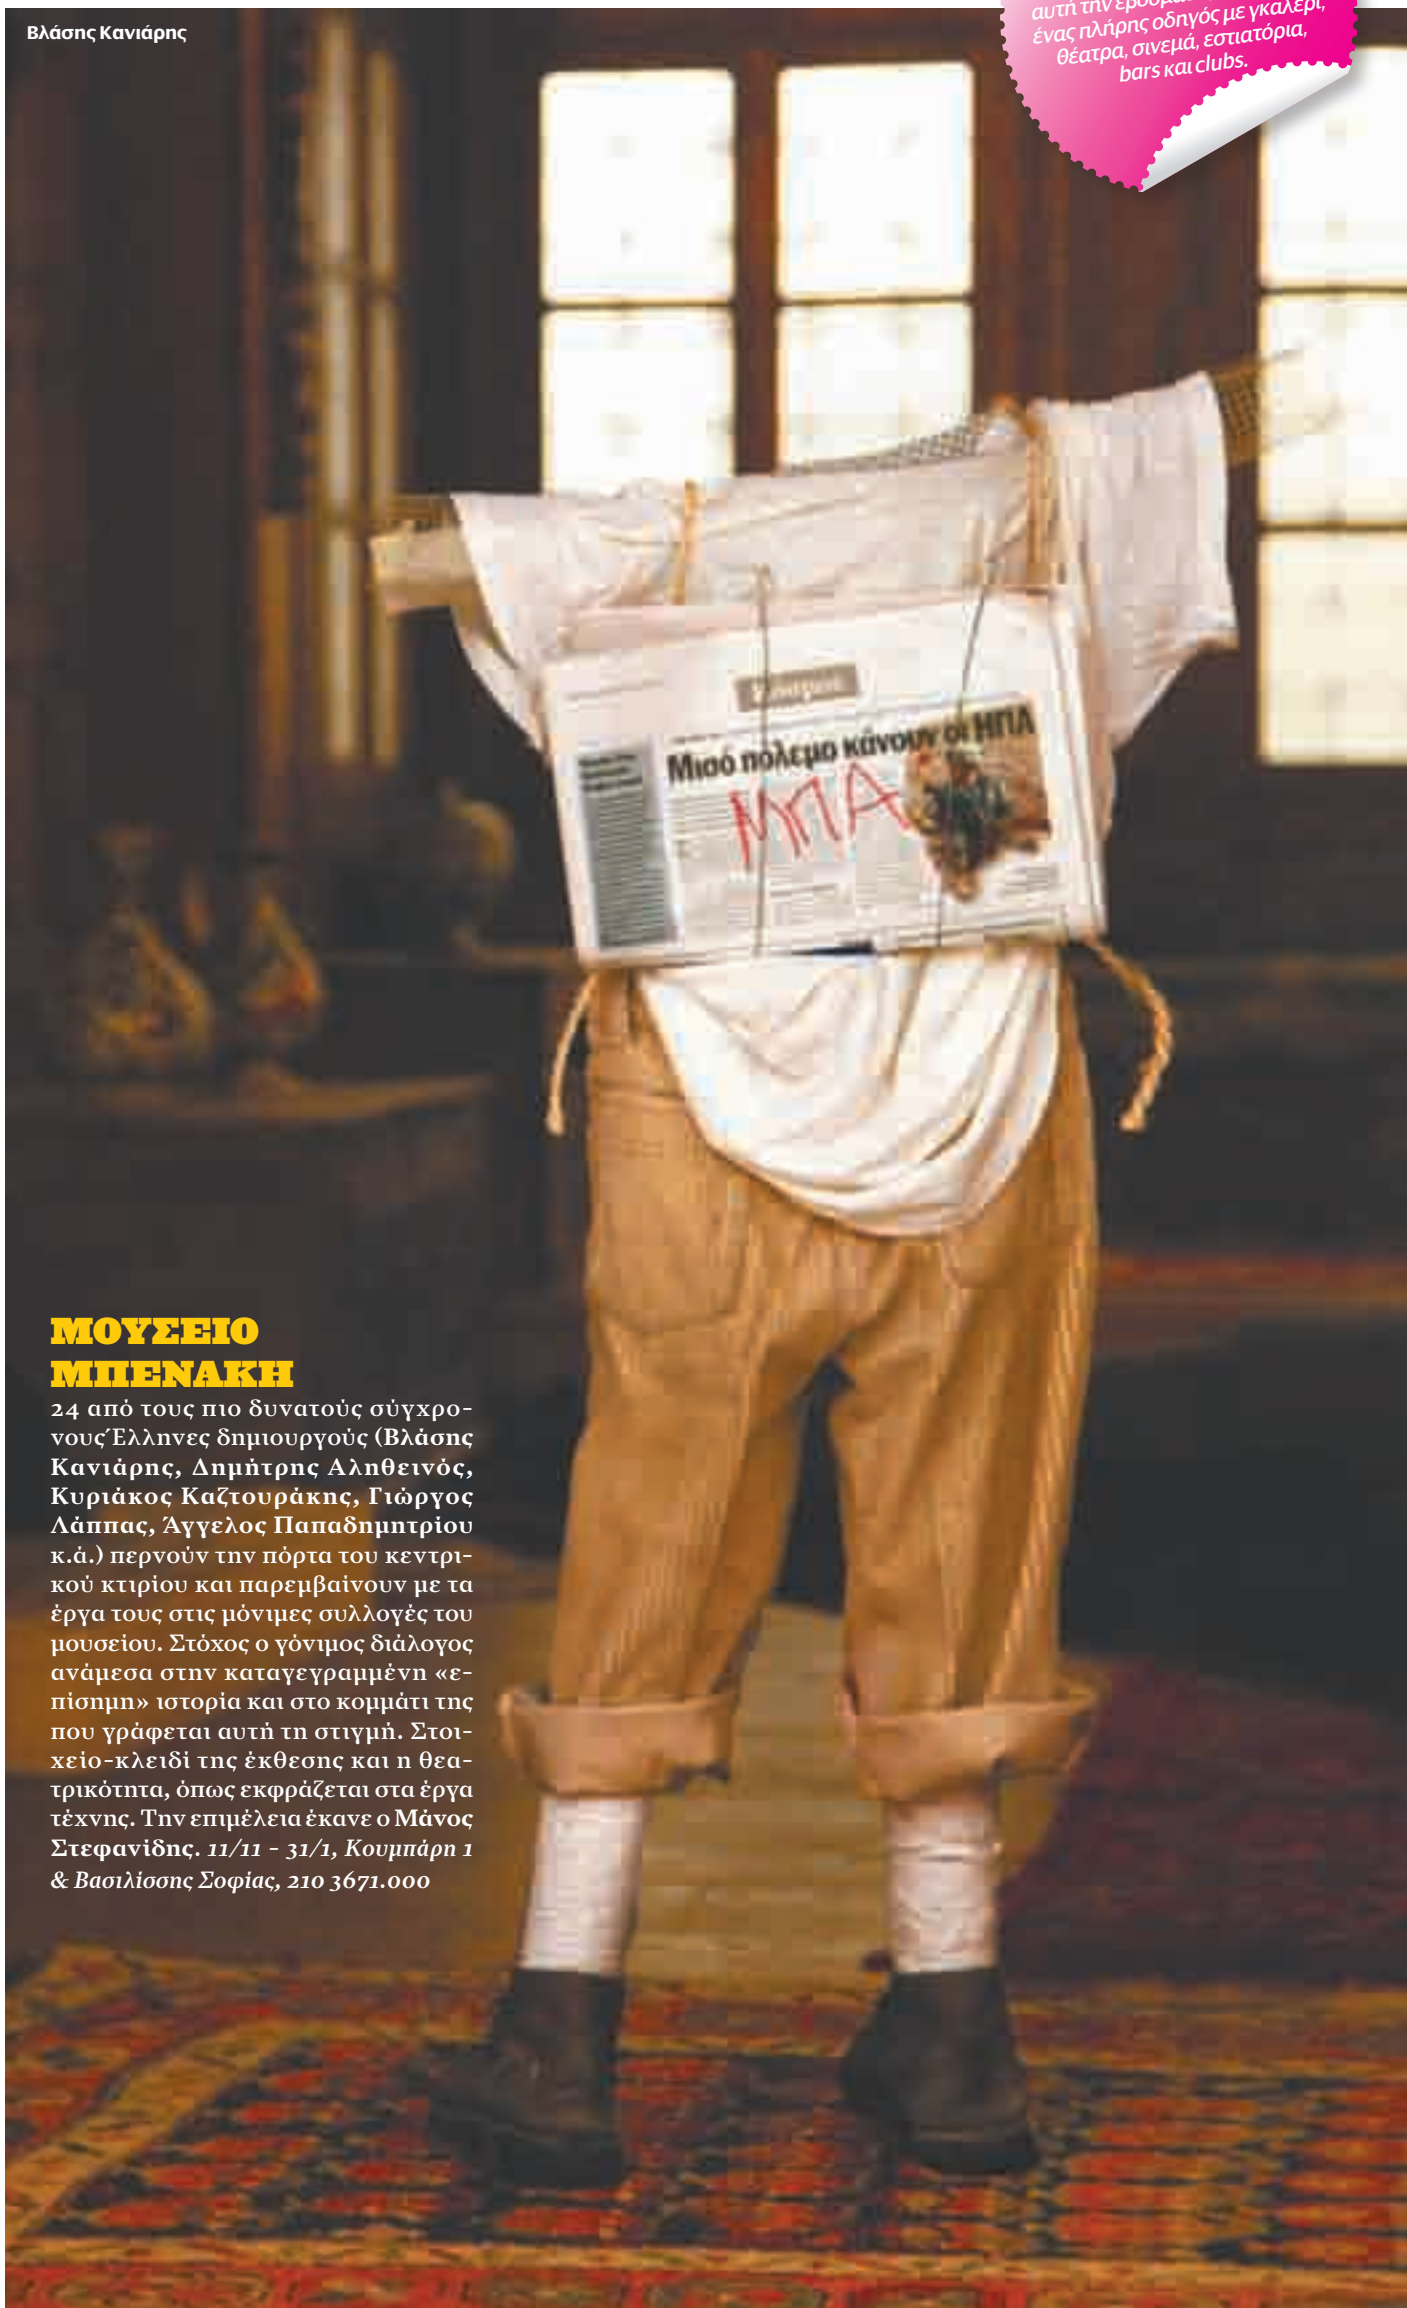 Βλάσης Κανιάρης
αυτή την
ένας πλήρης οδηγός με γκαλερί,
θέατρα, σινεμά, εστιατόρια,
bars και clubs.
Μισό πόλεμο κάνουν οι ΗΠΑ
ΜΠΑ
ΜΟΥΣΕΙΟ
ΜΠΕΝΑΚΗ
24 από τους πιο δυνατούς σύγχρο-
νους Έλληνες δημιουργούς (Βλάσης
Κανιάρης, Δημήτρης Αληθεινός,
Κυριάκος Καζτουράκης, Γιώργος
Λάππας, Άγγελος Παπαδημητρίου
κ.ά.) περνούν την πόρτα του κεντρι-
κού κτιρίου και παρεμβαίνουν με τα
έργα τους στις μόνιμες συλλογές του
μουσείου. Στόχος ο γόνιμος διάλογος
ανάμεσα στην καταγεγραμμένη «ε-
πίσημη» ιστορία και στο κομμάτι της
που γράφεται αυτή τη στιγμή. Στοι-
χείο-κλειδί της έκθεσης και η θεα-
τρικότητα, όπως εκφράζεται στα έργα
τέχνης. Την επιμέλεια έκανε ο Μάνος
Στεφανίδης. 11/11 - 31/1, Κουμπάρη 1
& Βασιλίσσης Σοφίας, 210 3671.000